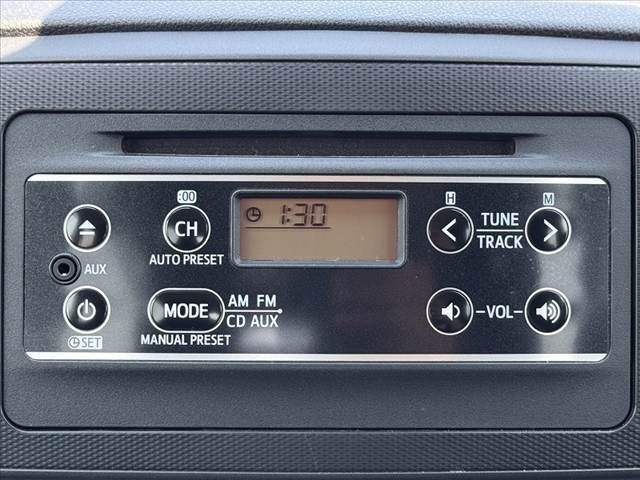 :00
CH
AUTO PRESET
1:30
H
M
TUNE
TRACK
AUX
MODE
AM FM
CD AUX
MANUAL PRESET
SET
-VOL-